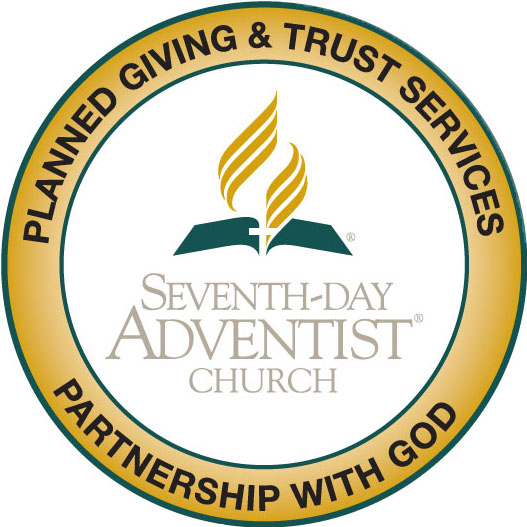 PLANNED GIVING & TRUST SERVICES
®
SEVENTH-DAY
ADVENTIST®
CHURCH
PARTNERSHIP WITH GOD